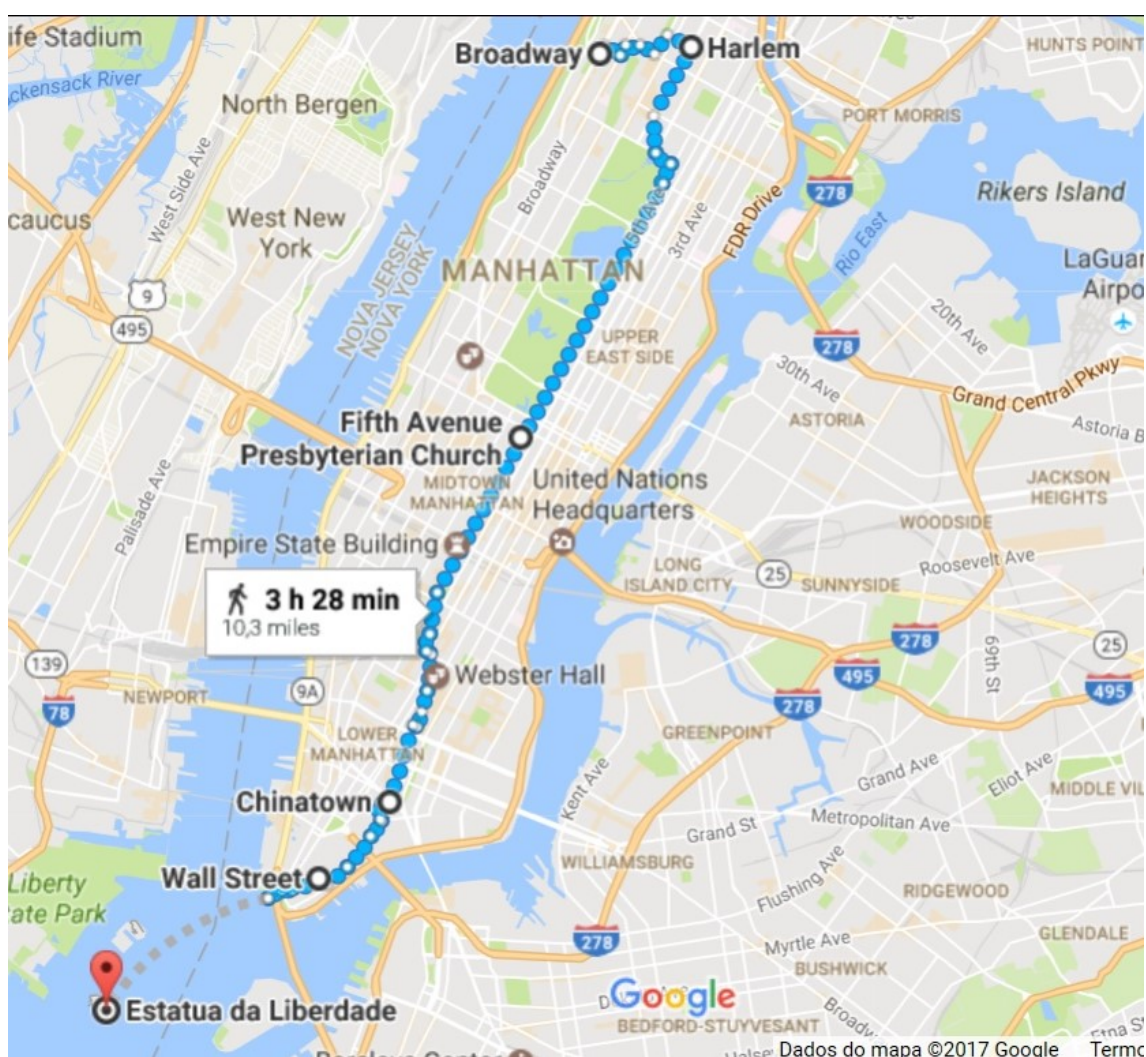 ife Stadium
Broadway
Harlem
HUNTS POINT
ckensack River
North Bergen
PORT MORRIS
West Side Ave
Broadway
278
Rikers Island
caucus
West New
York
5th Ave
3rd Ave
FDR Drive
Rio East
LaGuar
Airpo
MANHATTAN
NOVA JERSEY
NOVA YORK
9
495
UPPER
EAST SIDE
278
20th Ave
30th Ave
Grand Central Pkwy
ASTORIA
Astoria B
Fifth Avenue
Presbyterian Church
Palisade Ave
MIDTOWN
MANHATTAN
United Nations
Headquarters
JACKSON
HEIGHTS
WOODSIDE
Empire State Building
Roosevelt Ave
LONG
ISLAND CITY
25
SUNNYSIDE
3 h 28 min
10,3 miles
278
69th St
25
139
Webster Hall
495
495
NEWPORT
9A
78
278
LOWER
MANHATTAN
GREENPOINT
Kent Ave
Grand Ave
Eliot Ave
MIDDLE VIL
Chinatown
Grand St
Metropolitan Ave
Wall Street
WILLIAMSBURG
Flushing Ave
RIDGEWOOD
Liberty
ate Park
278
Myrtle Ave
GLENDALE
BUSHWICK
Google
Estatua da Liberdade
BEDFORD-STUYVESANT
Broadw
Etna S
Barclays Center
Halse
Dados do mapa ©2017 Google
Termo